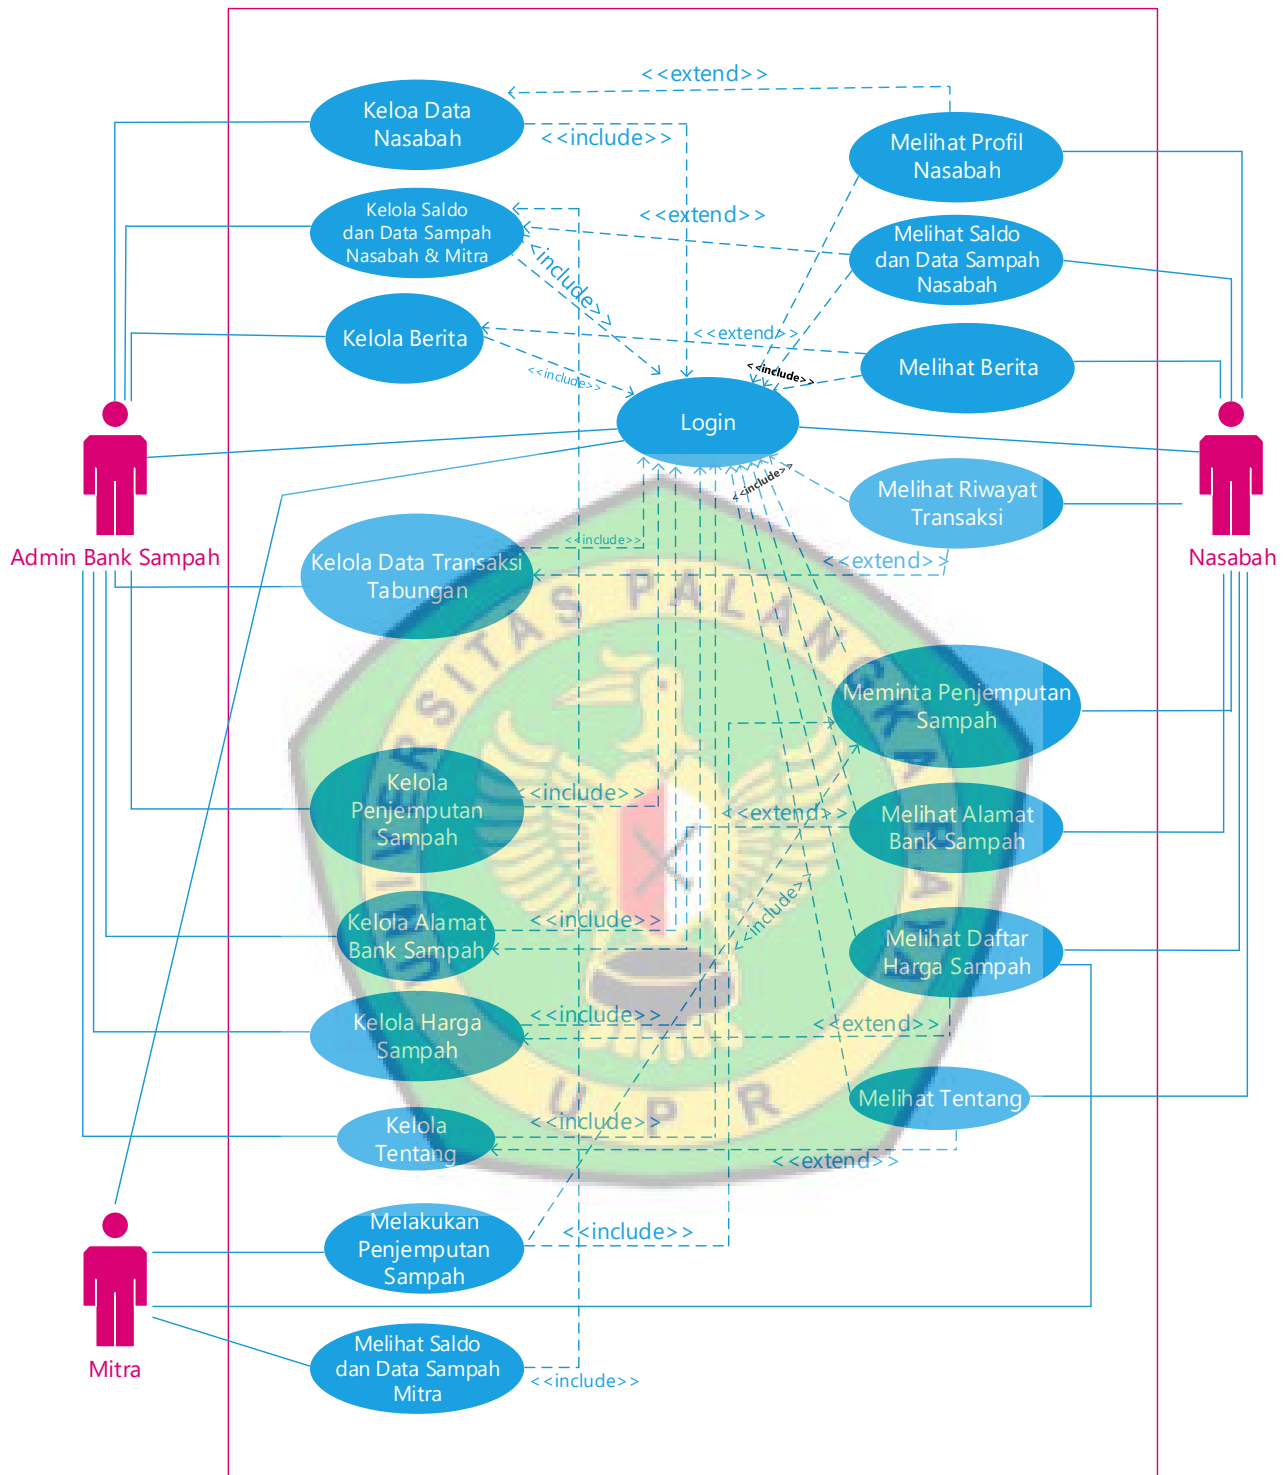 <<extend>>
Keloa Data
Nasabah
<<include>>
Melihat Profil
Nasabah
Kelola Saldo
dan Data Sampah
Nasabah & Mitra
<<extend>>
<<include>>
Melihat Saldo
dan Data Sampah
Nasabah
Kelola Berita
<<extend>>
<<include>>
<<include>>
Melihat Berita
Login
Admin Bank Sampah
Nasabah
<<include>>
Melihat Riwayat
Transaksi
<<include>>
<<extend>>
Kelola Data Transaksi
Tabungan
UNIVERSITAS PALANGKA RAYA
UPR
Meminta Penjemputan
Sampah
Kelola
Penjemputan
Sampah
<<include>>
<<extend>>
Melihat Alamat
Bank Sampah
Kelola Alamat
Bank Sampah
<<include>>
<<include>>
Melihat Daftar
Harga Sampah
Kelola Harga
Sampah
<<include>>
<<extend>>
Melihat Tentang
Kelola
Tentang
<<include>>
<<extend>>
Melakukan
Penjemputan
Sampah
<<include>>
Mitra
Melihat Saldo
dan Data Sampah
Mitra
<<include>>